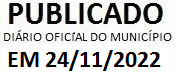 PUBLICADO
DIÁRIO OFICIAL DO MUNICÍPIO
EM 24/11/2022